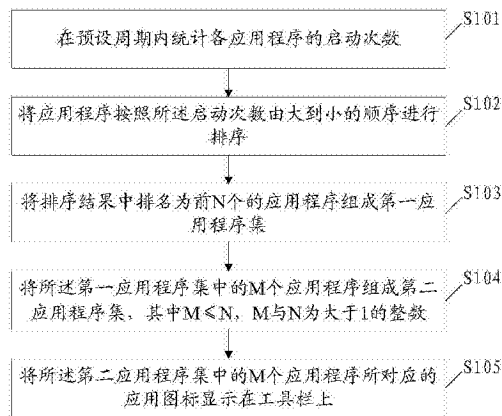 S101
在预设周期内统计各应用程序的启动次数
S102
将应用程序按照所述启动次数由大到小的顺序进行
排序
S103
将排序结果中排名为前N个的应用程序组成第一应
用程序集
S104
将所述第一应用程序集中的M个应用程序组成第二
应用程序集，其中M≤N，M与N为大于1的整数
S105
将所述第二应用程序集中的M个应用程序所对应的
应用图标显示在工具栏上